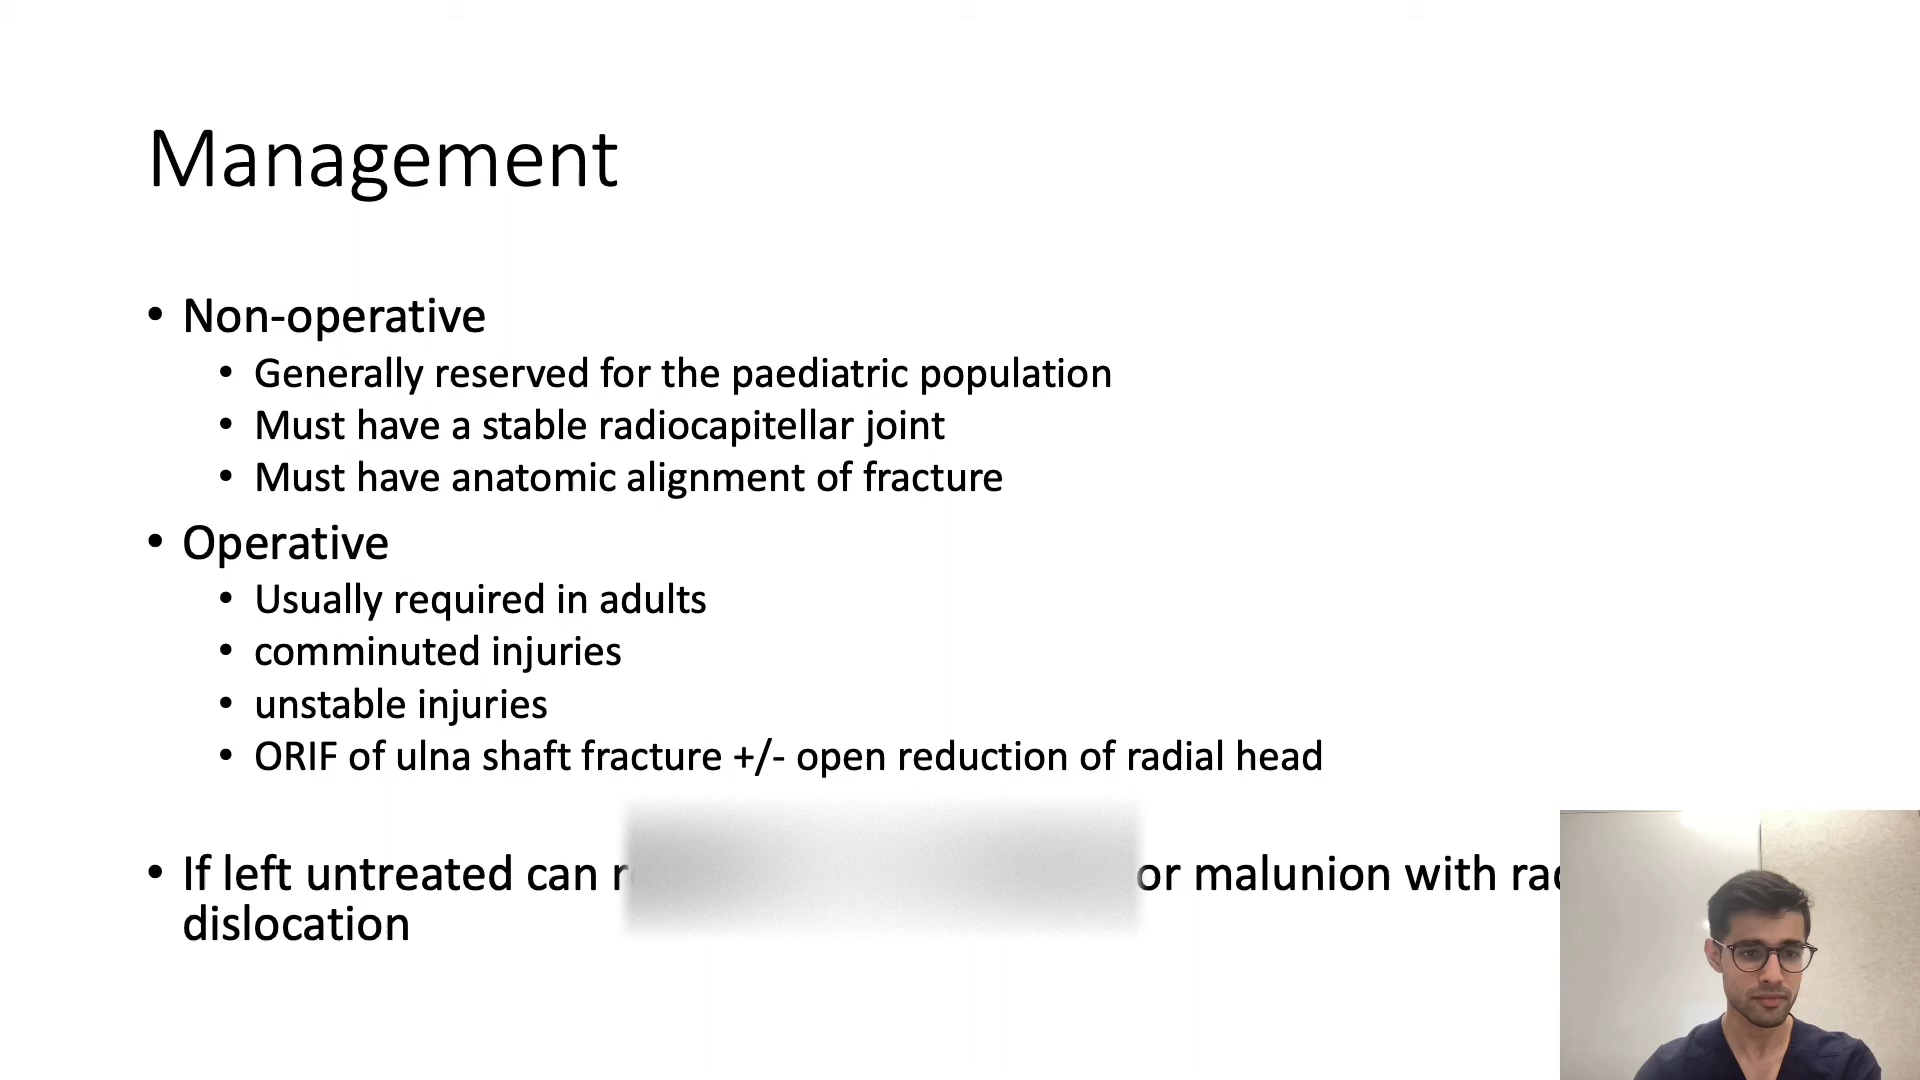 Management
• Non-operative
• Generally reserved for the paediatric population
• Must have a stable radiocapitellar joint
• Must have anatomic alignment of fracture
• Operative
• Usually required in adults
• comminuted injuries
• unstable injuries
• ORIF of ulna shaft fracture +/- open reduction of radial head
• If left untreated can or malunion with
dislocation